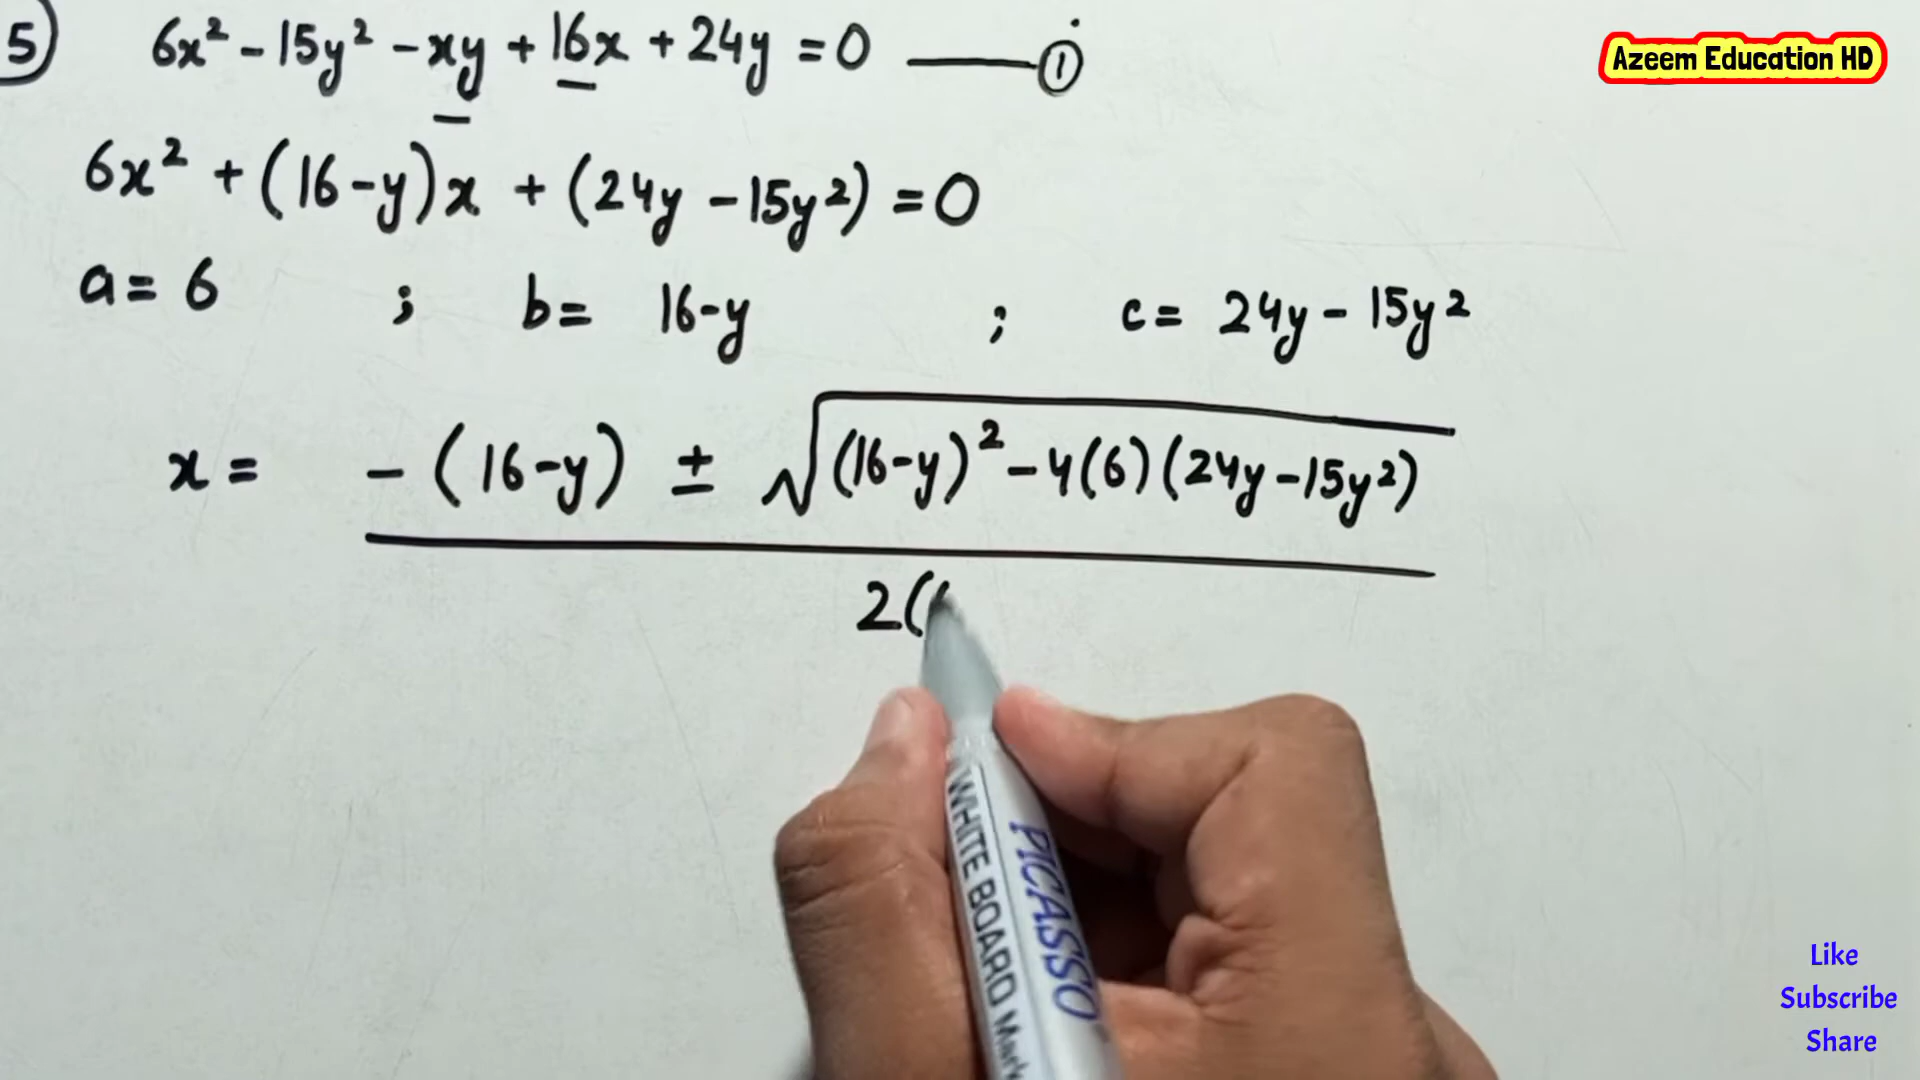 5) 6x² - 15y² - xy + 16x + 24y = 0 —— ①
Azeem Education HD
6x² + (16-y)x + (24y - 15y²) = 0
a = 6 ; b = 16-y ; c = 24y - 15y²
x = - (16-y) ± √(16-y)² - 4(6)(24y-15y²)
2(
PICASSO
WHITE BOARD Mark
Like
Subscribe
Share